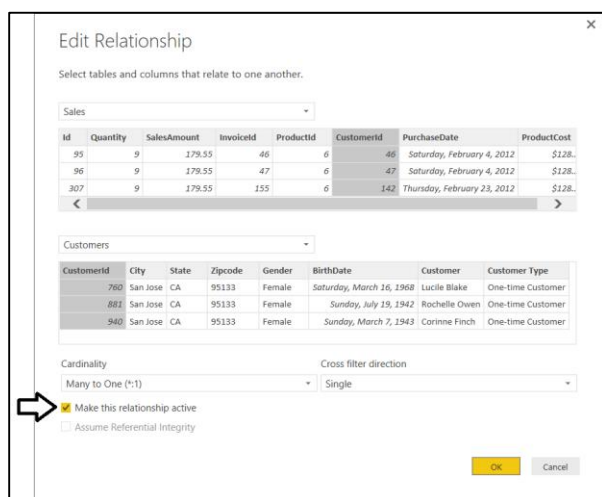 Edit Relationship
Select tables and columns that relate to one another.
Sales
Id Quantity SalesAmount InvoiceId ProductId CustomerId PurchaseDate ProductCost
95 9 179.55 46 6 46 Saturday, February 4, 2012 $128..
96 9 179.55 47 6 47 Saturday, February 4, 2012 $128..
307 9 179.55 155 6 142 Thursday, February 23, 2012 $128..
Customers
CustomerId City State Zipcode Gender BirthDate Customer Customer Type
760 San Jose CA 95133 Female Saturday, March 16, 1968 Lucile Blake One-time Customer
881 San Jose CA 95133 Female Sunday, July 19, 1942 Rochelle Owen One-time Customer
940 San Jose CA 95133 Female Sunday, March 7, 1943 Corinne Finch One-time Customer
Cardinality Cross filter direction
Many to One (*:1) Single
Make this relationship active
Assume Referential Integrity
OK Cancel